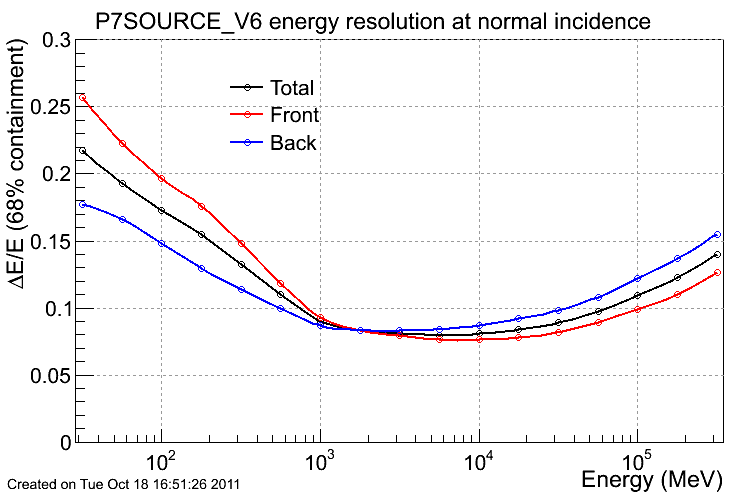 P7SOURCE_V6 energy resolution at normal incidence
ΔE/E (68% containment)
0.3
0.25
0.2
0.15
0.1
0.05
0
Total
Front
Back
10² 10³ 10⁴ 10⁵
Energy (MeV)
Created on Tue Oct 18 16:51:26 2011